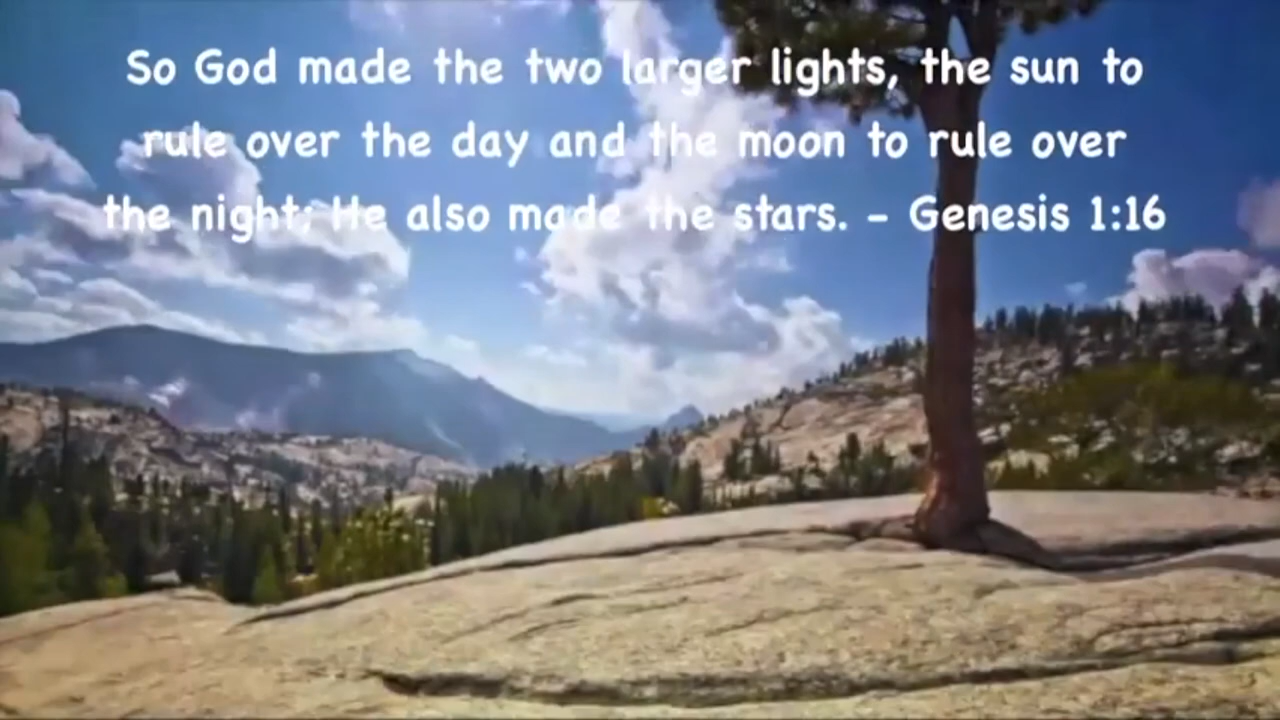 So God made the two larger lights, the sun to
rule over the day and the moon to rule over
the night; He also made the stars. - Genesis 1:16